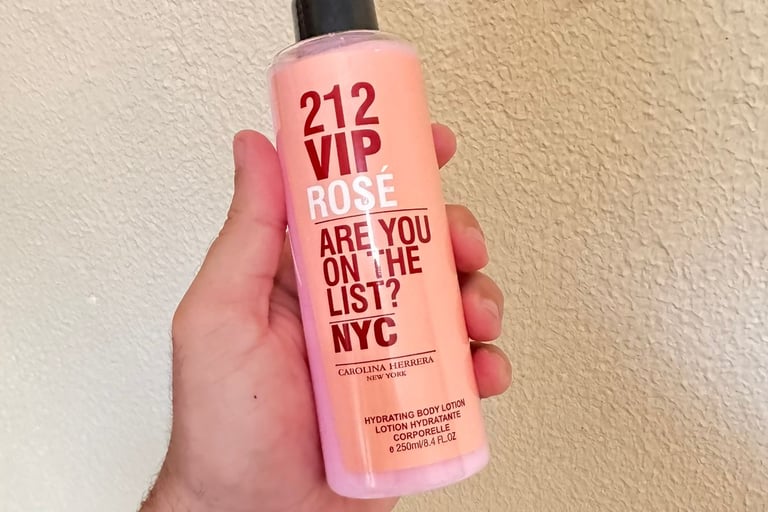 212
VIP
ROSÉ
ARE YOU
ON THE
LIST?
NYC
CAROLINA HERRERA
NEW YORK
HYDRATING BODY LOTION
LOTION HYDRATANTE
CORPORELLE
e 250ml/8.4 FL.OZ